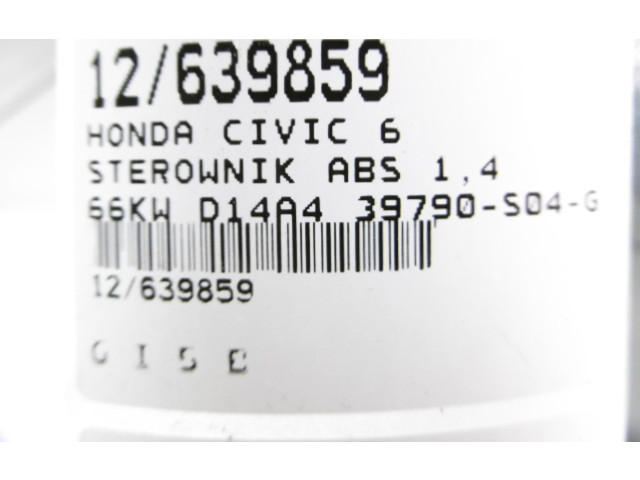 12/639859
HONDA CIVIC 6
STEROWNIK ABS 1,4
66KW D14A4 39790-S04-G
12/639859